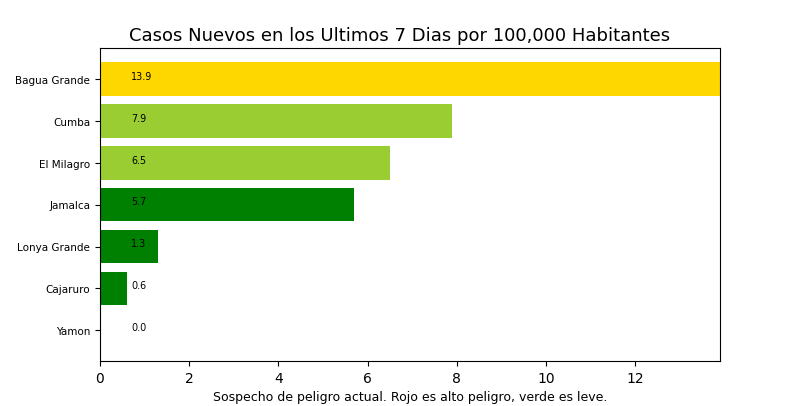 Casos Nuevos en los Ultimos 7 Dias por 100,000 Habitantes
Bagua Grande 13.9
Cumba 7.9
El Milagro 6.5
Jamalca 5.7
Lonya Grande 1.3
Cajaruro 0.6
Yamon 0.0
0 2 4 6 8 10 12
Sospecho de peligro actual. Rojo es alto peligro, verde es leve.